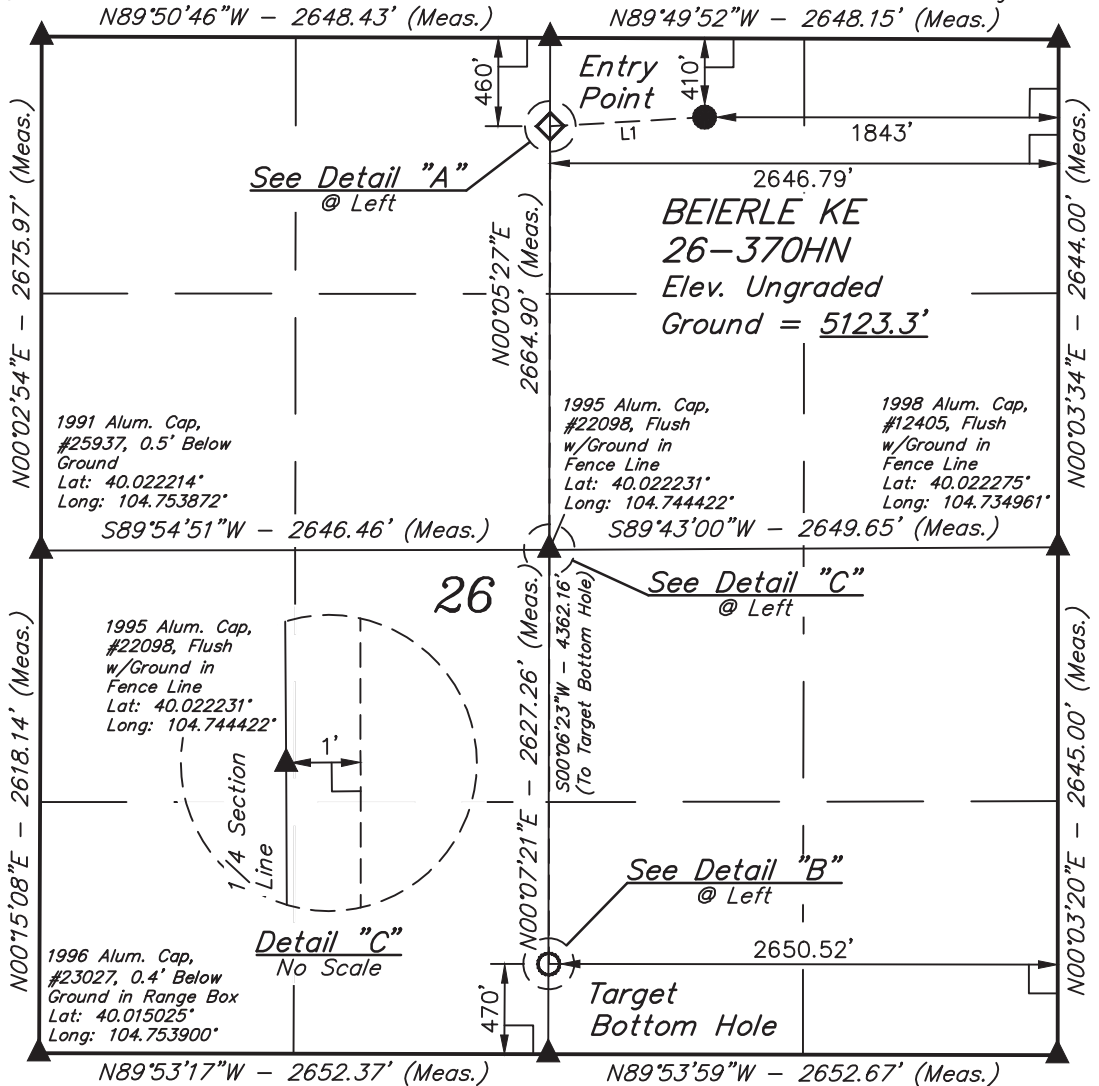 N89°50'46"W - 2648.43' (Meas.)
N89°49'52"W - 2648.15' (Meas.)
460'
Entry
Point
410'
L1
1843'
See Detail "A"
@ Left
2646.79'
BEIERLE KE
26-370HN
Elev. Ungraded
Ground = 5123.3'
N00°02'54"E - 2675.97' (Meas.)
N00°05'27"E
2664.90' (Meas.)
N00°03'34"E - 2644.00' (Meas.)
1991 Alum. Cap,
#25937, 0.5' Below
Ground
Lat: 40.022214°
Long: 104.753872°
1995 Alum. Cap,
#22098, Flush
w/Ground in
Fence Line
Lat: 40.022231°
Long: 104.744422°
1998 Alum. Cap,
#12405, Flush
w/Ground in
Fence Line
Lat: 40.022275°
Long: 104.734961°
S89°54'51"W - 2646.46' (Meas.)
S89°43'00"W - 2649.65' (Meas.)
26
See Detail "C"
@ Left
1995 Alum. Cap,
#22098, Flush
w/Ground in
Fence Line
Lat: 40.022231°
Long: 104.744422°
1'
1/4 Section
Line
Detail "C"
No Scale
N00°15'08"E - 2618.14' (Meas.)
N00°07'21"E - 2627.26' (Meas.)
S00°06'23"W - 4362.16'
(To Target Bottom Hole)
N00°03'20"E - 2645.00' (Meas.)
See Detail "B"
@ Left
2650.52'
1996 Alum. Cap,
#23027, 0.4' Below
Ground in Range Box
Lat: 40.015025°
Long: 104.753900°
470'
Target
Bottom Hole
N89°53'17"W - 2652.37' (Meas.)
N89°53'59"W - 2652.67' (Meas.)